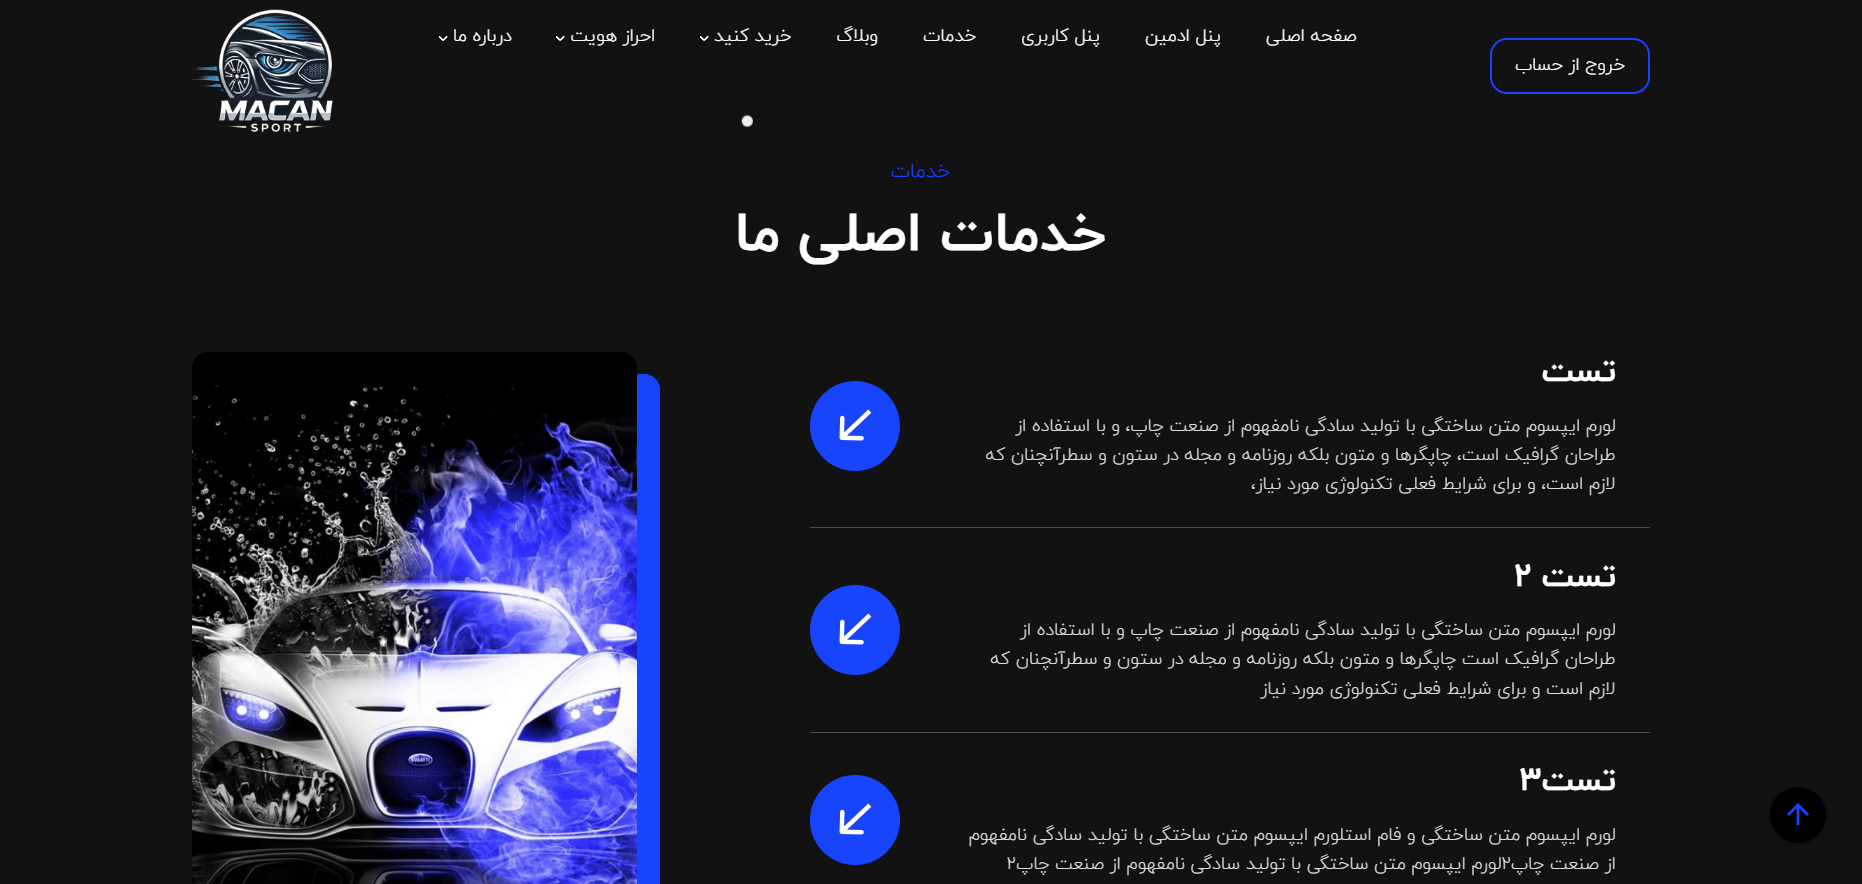 خروج از حساب
صفحه اصلی
پنل ادمین
پنل کاربری
خدمات
وبلاگ
خرید کنید
احراز هویت
درباره ما
MACAN
SPORT
خدمات
خدمات اصلی ما
تست
لورم ایپسوم متن ساختگی با تولید سادگی نامفهوم از صنعت چاپ، و با استفاده از
طراحان گرافیک است، چاپگرها و متون بلکه روزنامه و مجله در ستون و سطرآنچنان که
لازم است، و برای شرایط فعلی تکنولوژی مورد نیاز،
تست ۲
لورم ایپسوم متن ساختگی با تولید سادگی نامفهوم از صنعت چاپ و با استفاده از
طراحان گرافیک است چاپگرها و متون بلکه روزنامه و مجله در ستون و سطرآنچنان که
لازم است و برای شرایط فعلی تکنولوژی مورد نیاز
تست۳
لورم ایپسوم متن ساختگی و فام استلورم ایپسوم متن ساختگی با تولید سادگی نامفهوم
از صنعت چاپ۲لورم ایپسوم متن ساختگی با تولید سادگی نامفهوم از صنعت چاپ۲
BUGATTI